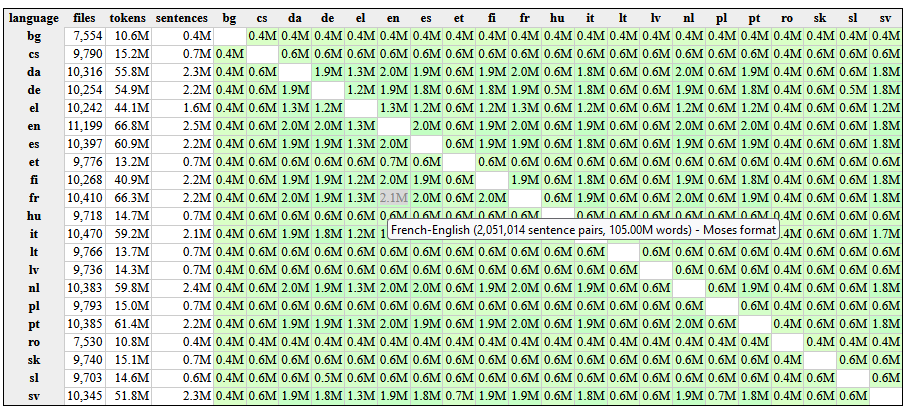 language files tokens sentences bg cs da de el en es et fi fr hu it lt lv nl pl pt ro sk sl sv
bg 7,554 10.6M 0.4M 0.4M 0.4M 0.4M 0.4M 0.4M 0.4M 0.4M 0.4M 0.4M 0.4M 0.4M 0.4M 0.4M 0.4M 0.4M 0.4M 0.4M 0.4M 0.4M 0.4M
cs 9,790 15.2M 0.7M 0.4M 0.6M 0.6M 0.6M 0.6M 0.6M 0.6M 0.6M 0.6M 0.6M 0.6M 0.6M 0.6M 0.6M 0.6M 0.6M 0.4M 0.6M 0.6M 0.6M
da 10,316 55.8M 2.3M 0.4M 0.6M 1.9M 1.3M 2.0M 1.9M 0.6M 1.9M 2.0M 0.6M 1.8M 0.6M 0.6M 2.0M 0.6M 1.9M 0.4M 0.6M 0.6M 1.8M
de 10,254 54.9M 2.2M 0.4M 0.6M 1.9M 1.2M 1.9M 1.8M 0.6M 1.8M 1.9M 0.5M 1.8M 0.6M 0.6M 1.9M 0.6M 1.8M 0.4M 0.6M 0.5M 1.8M
el 10,242 44.1M 1.6M 0.4M 0.6M 1.3M 1.2M 1.3M 1.2M 0.6M 1.2M 1.3M 0.6M 1.2M 0.6M 0.6M 1.2M 0.6M 1.2M 0.4M 0.6M 0.6M 1.2M
en 11,199 66.8M 2.5M 0.4M 0.6M 2.0M 2.0M 1.3M 2.0M 0.6M 1.9M 2.0M 0.6M 1.9M 0.6M 0.6M 1.9M 0.6M 2.0M 0.4M 0.6M 0.6M 1.8M
es 10,397 60.9M 2.2M 0.4M 0.6M 1.9M 1.9M 1.3M 2.0M 0.6M 1.9M 1.9M 0.6M 1.8M 0.6M 0.6M 1.9M 0.6M 1.9M 0.4M 0.6M 0.6M 1.8M
et 9,776 13.2M 0.7M 0.4M 0.6M 0.6M 0.6M 0.6M 0.7M 0.6M 0.6M 0.6M 0.6M 0.6M 0.6M 0.6M 0.6M 0.6M 0.6M 0.4M 0.6M 0.6M 0.6M
fi 10,268 40.9M 2.2M 0.4M 0.6M 1.9M 1.9M 1.2M 2.0M 1.9M 0.6M 1.9M 0.6M 1.8M 0.6M 0.6M 1.9M 0.6M 1.8M 0.4M 0.6M 0.6M 1.8M
fr 10,410 66.3M 2.2M 0.4M 0.6M 2.0M 1.9M 1.3M 2.1M 2.0M 0.6M 2.0M 0.6M 1.9M 0.6M 0.6M 2.0M 0.6M 1.9M 0.4M 0.6M 0.6M 1.8M
hu 9,718 14.7M 0.7M 0.4M 0.6M 0.6M 0.6M 0.6M 0.6M 0.6M 0.6M 0.6M 0.6M 0.6M 0.6M 0.6M 0.6M 0.6M 0.6M 0.4M 0.6M 0.6M 0.6M
it 10,470 59.2M 2.1M 0.4M 0.6M 1.9M 1.8M 1.2M 0.4M 0.6M 0.6M 1.7M
French-English (2,051,014 sentence pairs, 105.00M words) - Moses format
lt 9,766 13.7M 0.7M 0.4M 0.6M 0.6M 0.6M 0.6M 0.6M 0.6M 0.6M 0.6M 0.6M 0.6M 0.6M 0.6M 0.6M 0.6M 0.6M 0.4M 0.6M 0.6M 0.6M
lv 9,736 14.3M 0.7M 0.4M 0.6M 0.6M 0.6M 0.6M 0.6M 0.6M 0.6M 0.6M 0.6M 0.6M 0.6M 0.6M 0.6M 0.6M 0.6M 0.4M 0.6M 0.6M 0.6M
nl 10,383 59.8M 2.4M 0.4M 0.6M 2.0M 1.9M 1.3M 2.0M 1.9M 0.6M 1.9M 2.0M 0.6M 1.9M 0.6M 0.6M 0.6M 1.9M 0.4M 0.6M 0.6M 1.8M
pl 9,793 15.0M 0.7M 0.4M 0.6M 0.6M 0.6M 0.6M 0.6M 0.6M 0.6M 0.6M 0.6M 0.6M 0.6M 0.6M 0.6M 0.6M 0.6M 0.4M 0.6M 0.6M 0.6M
pt 10,385 61.4M 2.2M 0.4M 0.6M 1.9M 1.9M 1.3M 2.0M 2.0M 0.6M 1.9M 2.0M 0.6M 1.9M 0.6M 0.6M 2.0M 0.6M 0.4M 0.6M 0.6M 1.8M
ro 7,530 10.8M 0.4M 0.4M 0.4M 0.4M 0.4M 0.4M 0.4M 0.4M 0.4M 0.4M 0.4M 0.4M 0.4M 0.4M 0.4M 0.4M 0.4M 0.4M 0.4M 0.4M 0.4M
sk 9,740 15.1M 0.7M 0.4M 0.6M 0.6M 0.6M 0.6M 0.6M 0.6M 0.6M 0.6M 0.6M 0.6M 0.6M 0.6M 0.6M 0.6M 0.6M 0.6M 0.4M 0.6M 0.6M
sl 9,703 14.6M 0.6M 0.4M 0.6M 0.6M 0.5M 0.6M 0.6M 0.6M 0.6M 0.6M 0.6M 0.6M 0.6M 0.6M 0.6M 0.6M 0.6M 0.6M 0.4M 0.6M 0.6M
sv 10,345 51.8M 2.3M 0.4M 0.6M 1.9M 1.8M 1.3M 1.9M 1.8M 0.7M 1.9M 1.9M 0.6M 1.8M 0.6M 0.6M 1.9M 0.7M 1.8M 0.4M 0.6M 0.6M